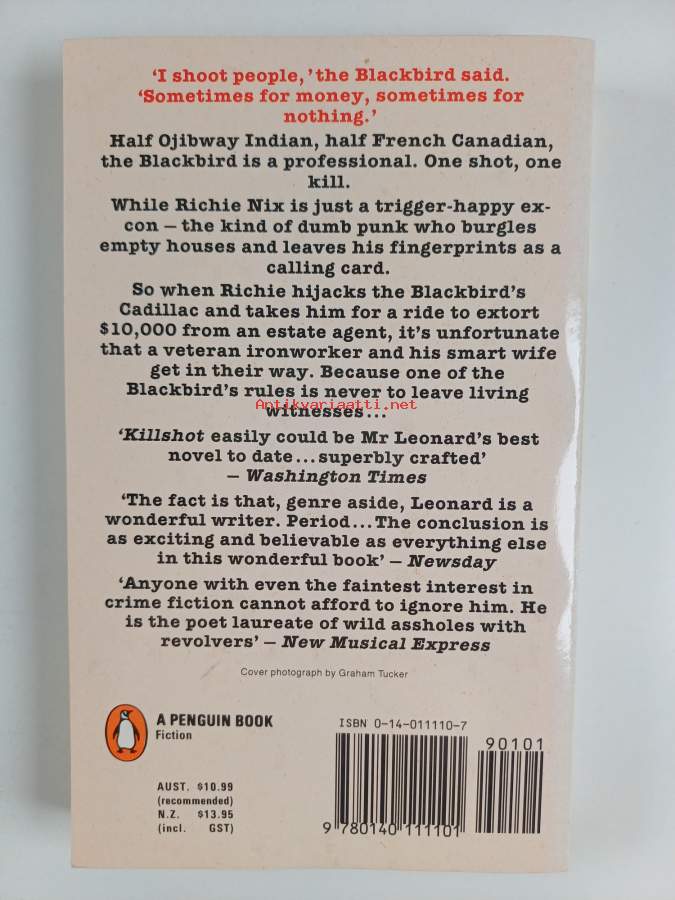 ‘I shoot people,’ the Blackbird said.
‘Sometimes for money, sometimes for
nothing.’
Half Ojibway Indian, half French Canadian,
the Blackbird is a professional. One shot, one
kill.
While Richie Nix is just a trigger-happy ex-
con – the kind of dumb punk who burgles
empty houses and leaves his fingerprints as a
calling card.
So when Richie hijacks the Blackbird’s
Cadillac and takes him for a ride to extort
$10,000 from an estate agent, it’s unfortunate
that a veteran ironworker and his smart wife
get in their way. Because one of the
Blackbird’s rules is never to leave living
Antikvariaatti.net
witnesses...
‘Killshot easily could be Mr Leonard’s best
novel to date...superbly crafted’
– Washington Times
‘The fact is that, genre aside, Leonard is a
wonderful writer. Period...The conclusion is
as exciting and believable as everything else
in this wonderful book’ – Newsday
‘Anyone with even the faintest interest in
crime fiction cannot afford to ignore him. He
is the poet laureate of wild assholes with
revolvers’ – New Musical Express
Cover photograph by Graham Tucker
A PENGUIN BOOK
Fiction
ISBN 0-14-011110-7
90101
AUST. $10.99
(recommended)
N.Z. $13.95
(incl. GST)
9 780140 111101